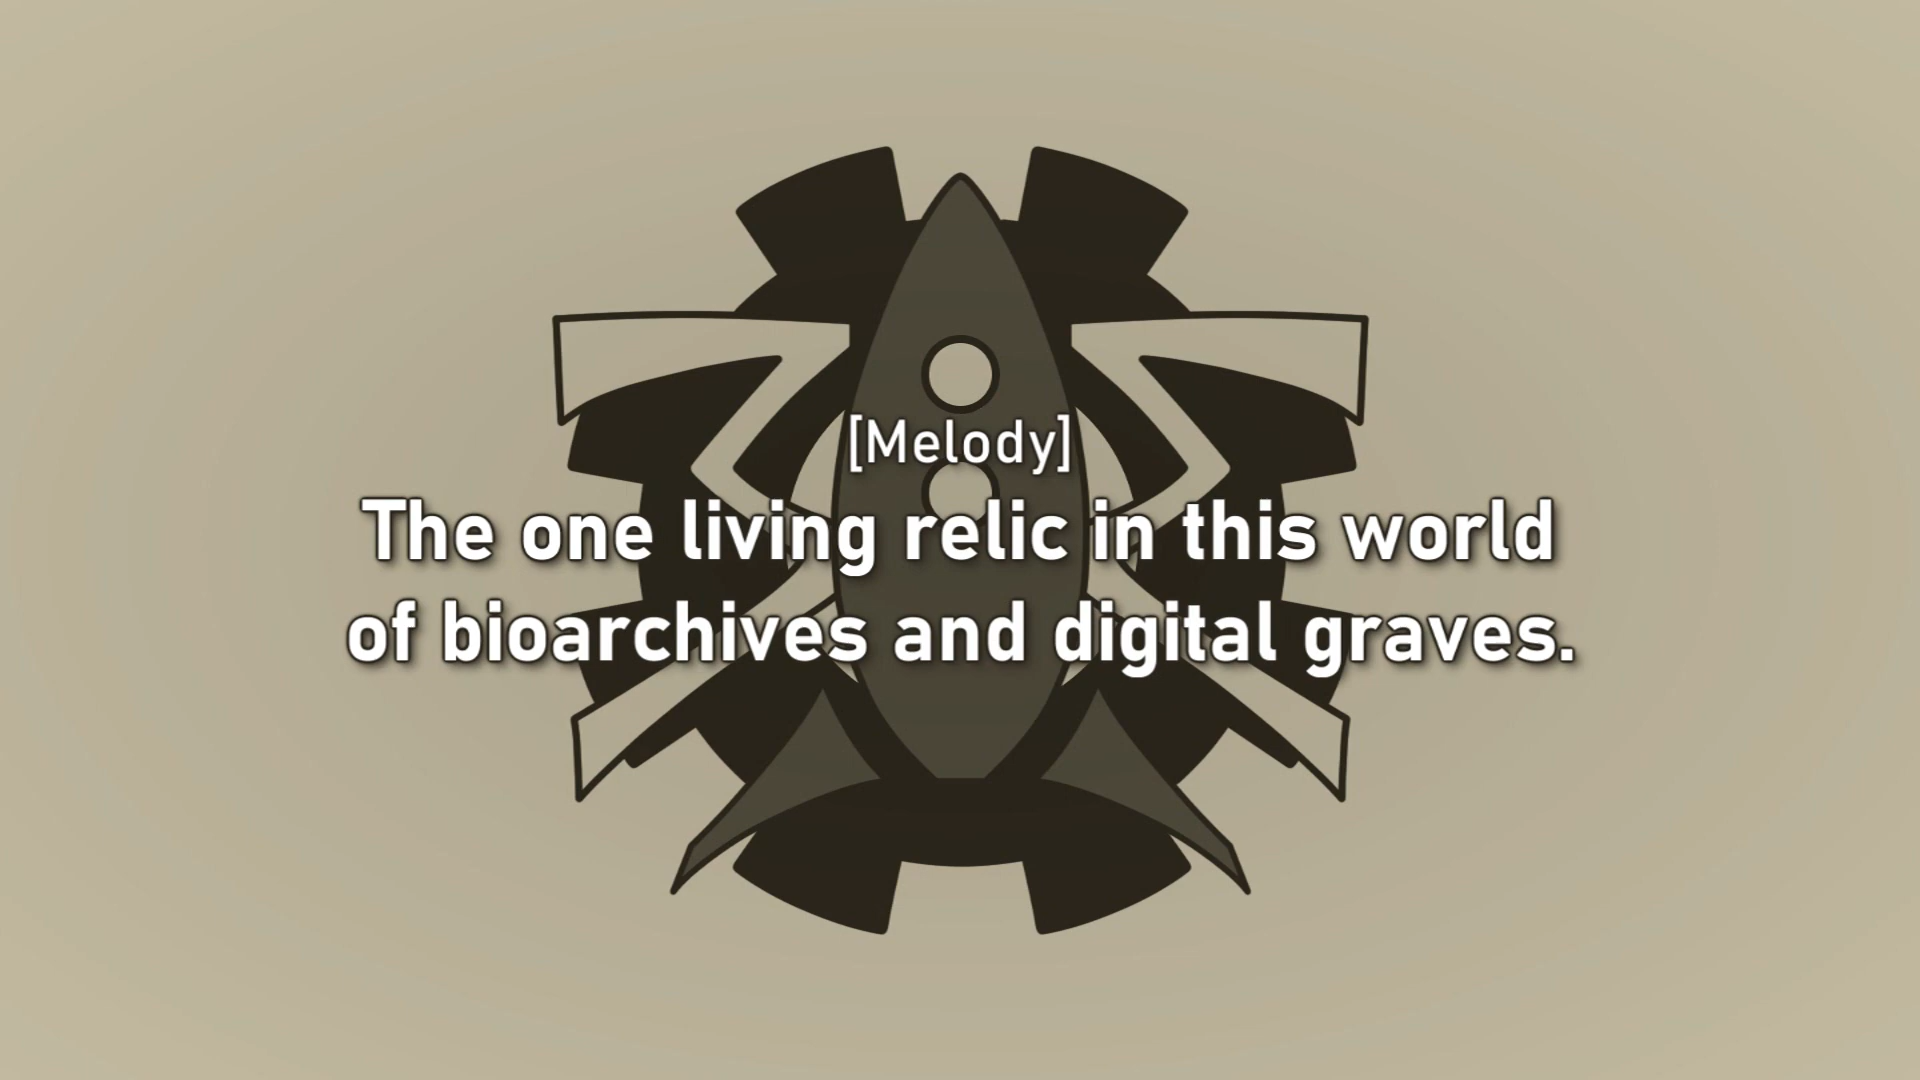 [Melody]
The one living relic in this world
of bioarchives and digital graves.